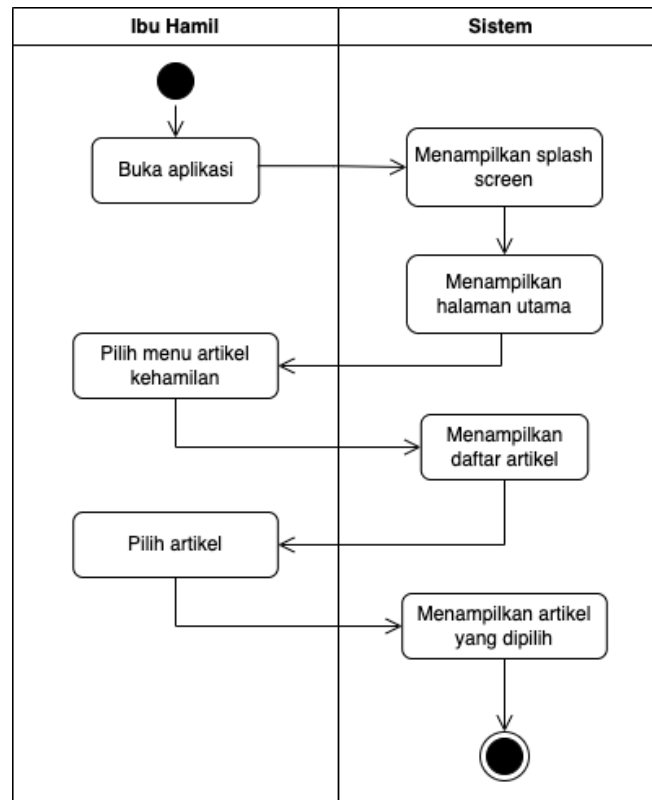 Ibu Hamil
Sistem
Buka aplikasi
Menampilkan splash
screen
Menampilkan
halaman utama
Pilih menu artikel
kehamilan
Menampilkan
daftar artikel
Pilih artikel
Menampilkan artikel
yang dipilih